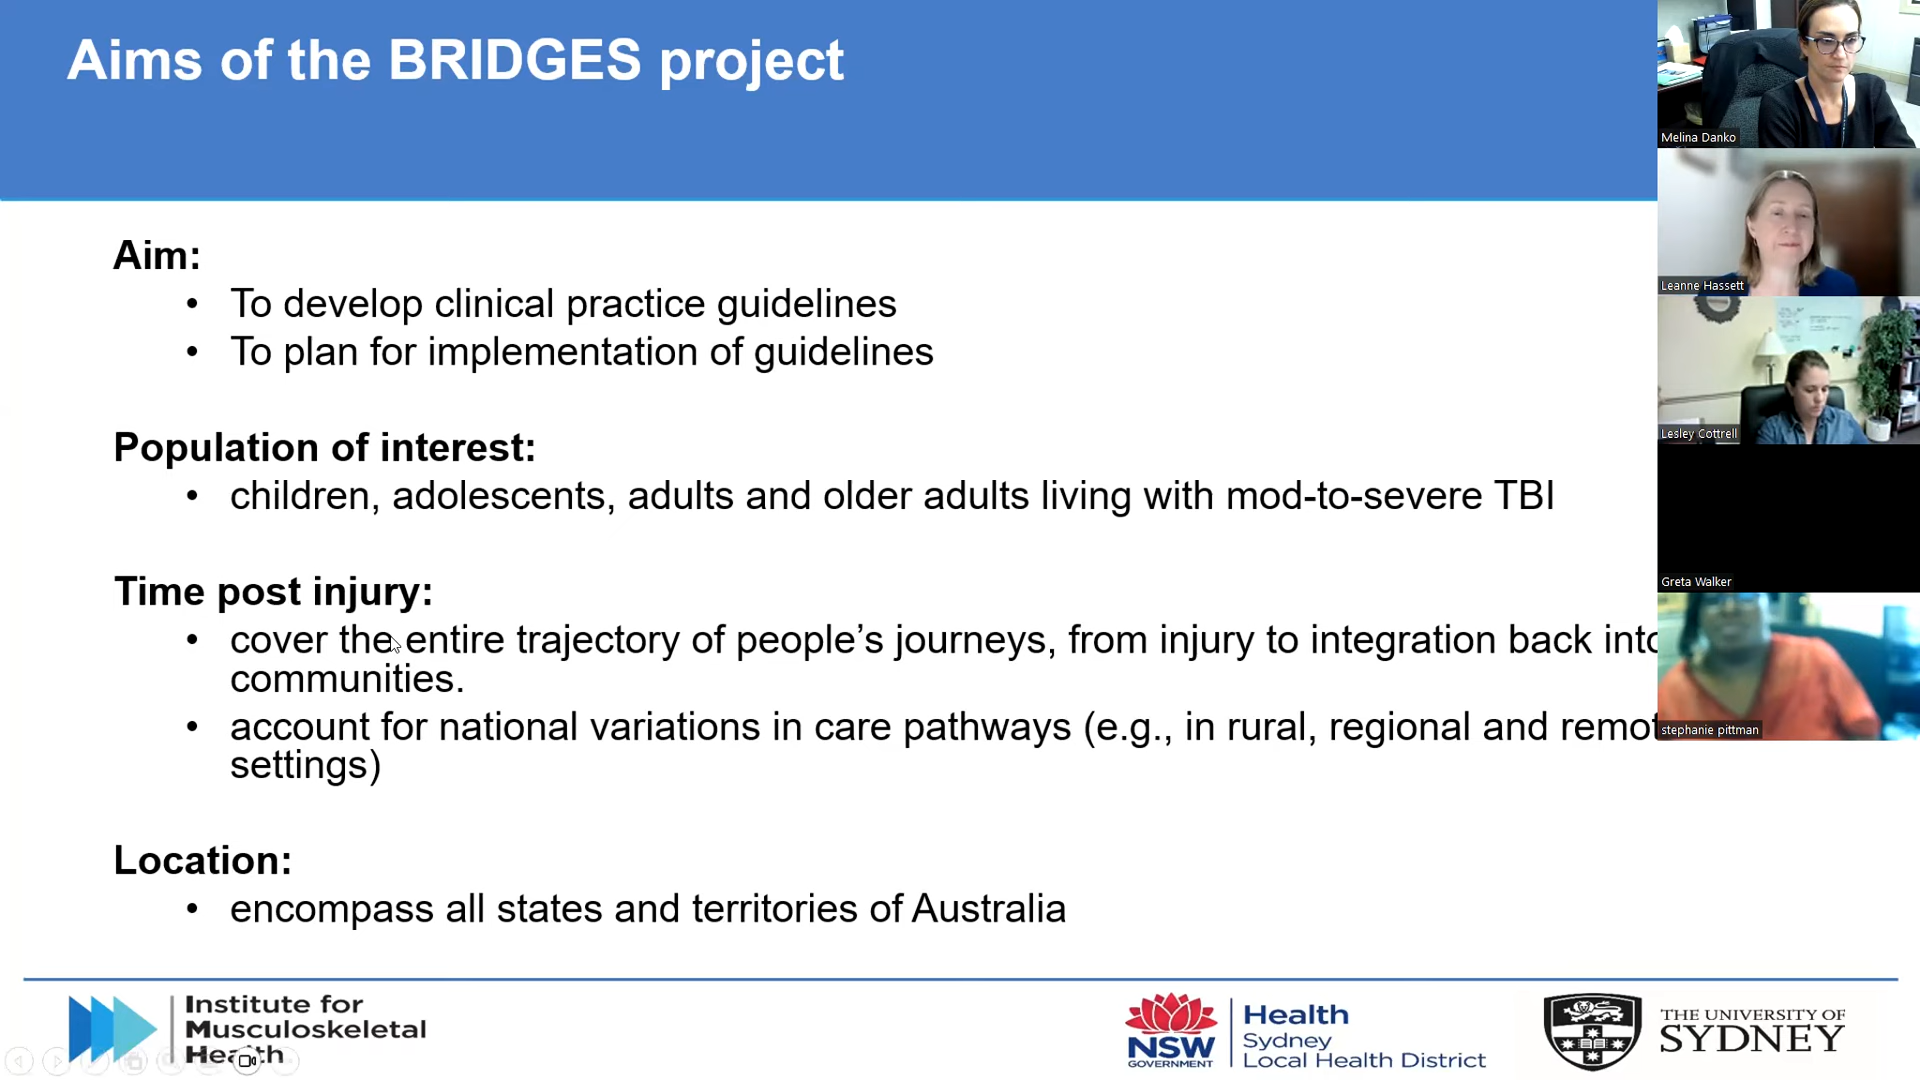 Aims of the BRIDGES project
Aim:
• To develop clinical practice guidelines
• To plan for implementation of guidelines
Population of interest:
• children, adolescents, adults and older adults living with mod-to-severe TBI
Time post injury:
• cover the entire trajectory of people’s journeys, from injury to integration back into
communities.
• account for national variations in care pathways (e.g., in rural, regional and remot
settings)
Location:
• encompass all states and territories of Australia
Institute for
Musculoskeletal
Health
NSW
GOVERNMENT
Health
Sydney
Local Health District
THE UNIVERSITY OF
SYDNEY
Melina Danko
Leanne Hassett
Lesley Cottrell
Greta Walker
stephanie pittman